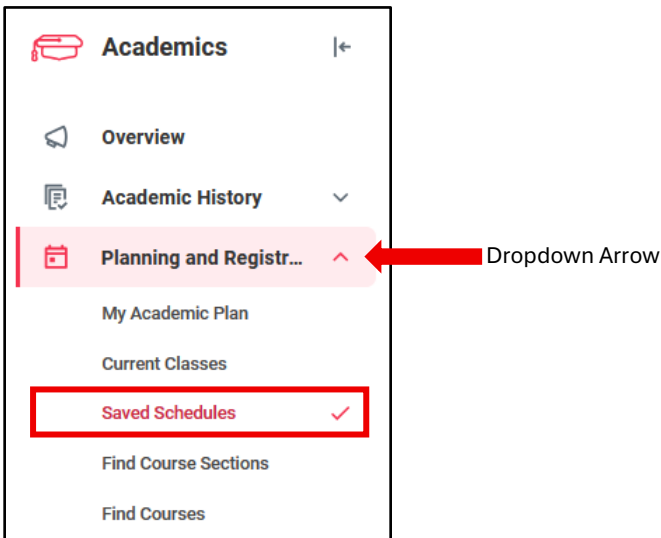 Academics
Overview
Academic History
Planning and Registr...
Dropdown Arrow
My Academic Plan
Current Classes
Saved Schedules
Find Course Sections
Find Courses